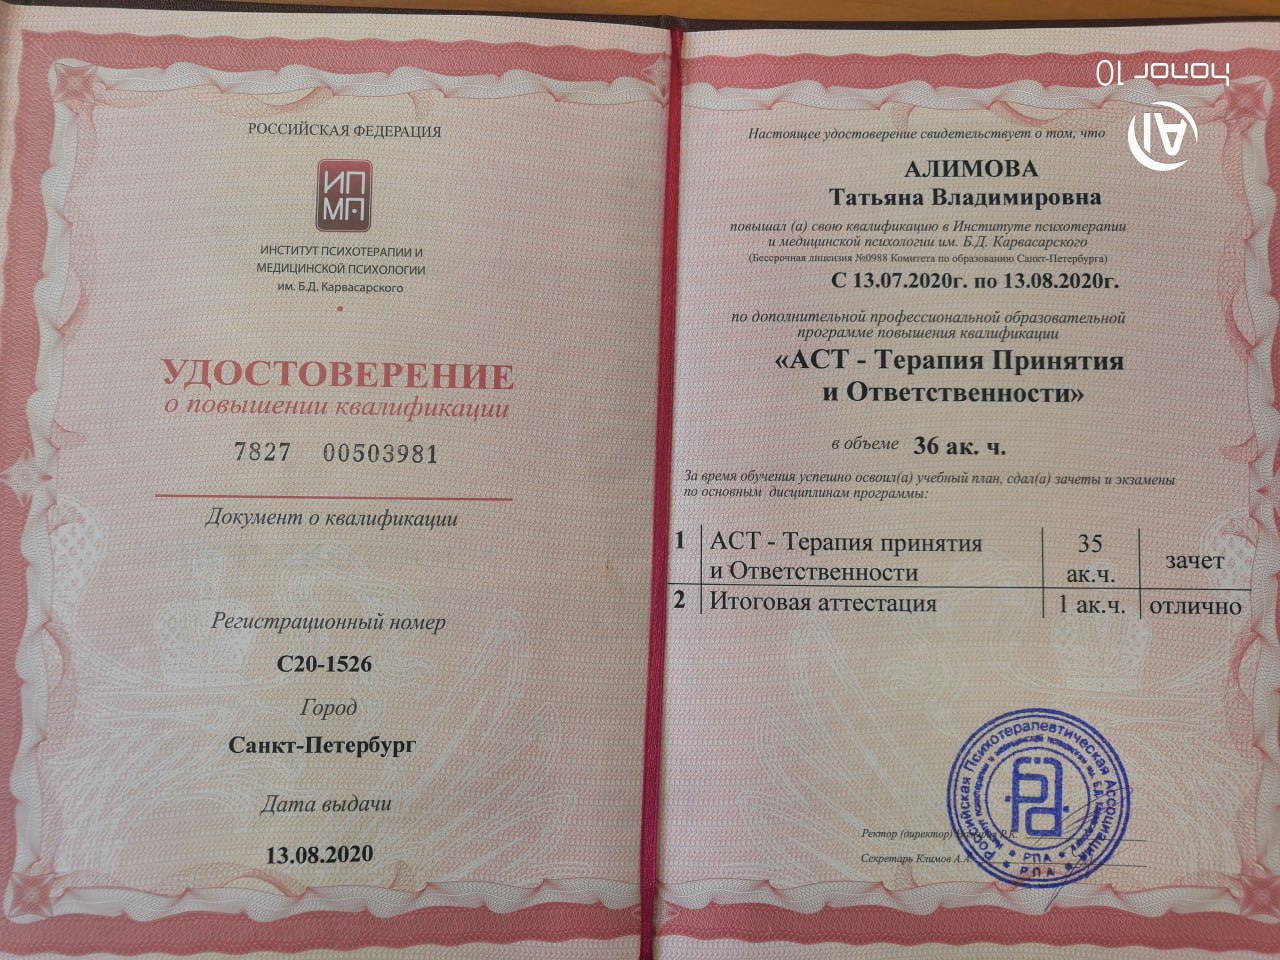 РОССИЙСКАЯ ФЕДЕРАЦИЯ
ИП
МП
ИНСТИТУТ ПСИХОТЕРАПИИ И
МЕДИЦИНСКОЙ ПСИХОЛОГИИ
им. Б.Д. Карвасарского
УДОСТОВЕРЕНИЕ
о повышении квалификации
7827 00503981
Документ о квалификации
Регистрационный номер
С20-1526
Город
Санкт-Петербург
Дата выдачи
13.08.2020
honor 10
AI
Настоящее удостоверение свидетельствует о том, что
АЛИМОВА
Татьяна Владимировна
повышал (а) свою квалификацию в Институте психотерапии
и медицинской психологии им. Б.Д. Карвасарского
(Бессрочная лицензия №0988 Комитета по образованию Санкт-Петербурга)
С 13.07.2020г. по 13.08.2020г.
по дополнительной профессиональной образовательной
программе повышения квалификации
«АСТ - Терапия Принятия
и Ответственности»
в объеме 36 ак. ч.
За время обучения успешно освоил(а) учебный план, сдал(а) зачеты и экзамены
по основным дисциплинам программы:
1 АСТ - Терапия принятия 35
и Ответственности ак.ч. зачет
2 Итоговая аттестация 1 ак.ч. отлично
Российская Психотерапевтическая Ассоциация
РПА
РПА
Ректор (директор) Р.К.
Секретарь Климов А.А.